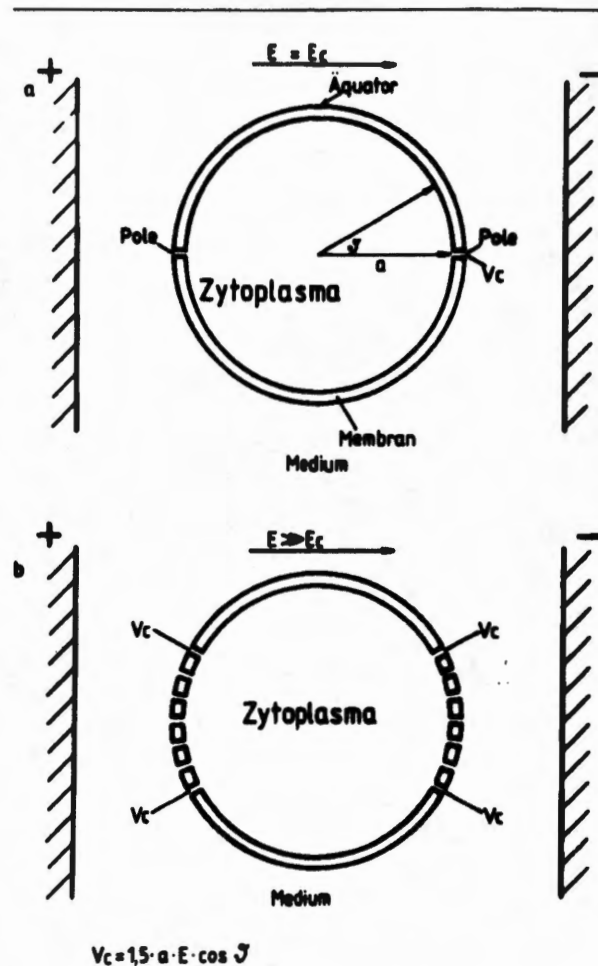 E = Ec
+
−
a
Äquator
Pole
ϑ
a
Pole
Vc
Zytoplasma
Membran
Medium
E ≫ Ec
+
−
b
Vc
Vc
Zytoplasma
Vc
Vc
Medium
Vc = 1,5 · a · E · cos ϑ